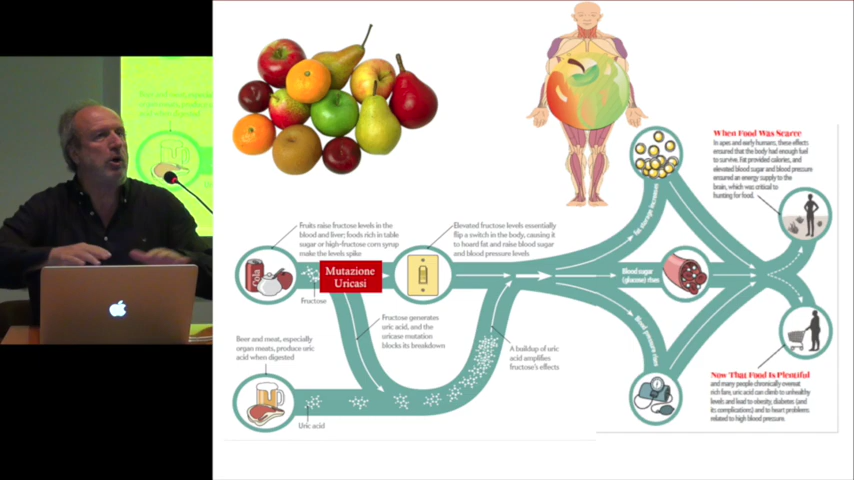 When Food Was Scarce
In apes and early humans, these effects
ensured that the body had enough fuel
to survive. Fat provided calories, and
elevated blood sugar and blood pressure
ensured an energy supply to the
brain, which was critical to
hunting for food.
Fruits raise fructose levels in the
blood and liver; foods rich in table
sugar or high-fructose corn syrup
make the levels spike
Elevated fructose levels essentially
flip a switch in the body, causing it
to hoard fat and raise blood sugar
and blood pressure levels
Fat storage increases
Cola
Mutazione
Uricasi
Blood sugar
(glucose) rises
Fructose
Fructose generates
uric acid, and the
uricase mutation
blocks its breakdown
Blood pressure rises
Beer and meat, especially
organ meats, produce uric
acid when digested
A buildup of uric
acid amplifies
fructose's effects
Now That Food Is Plentiful
and many people chronically overeat
rich fare, uric acid can climb to unhealthy
levels and lead to obesity, diabetes (and
its complications) and to heart problems
related to high blood pressure.
Uric acid